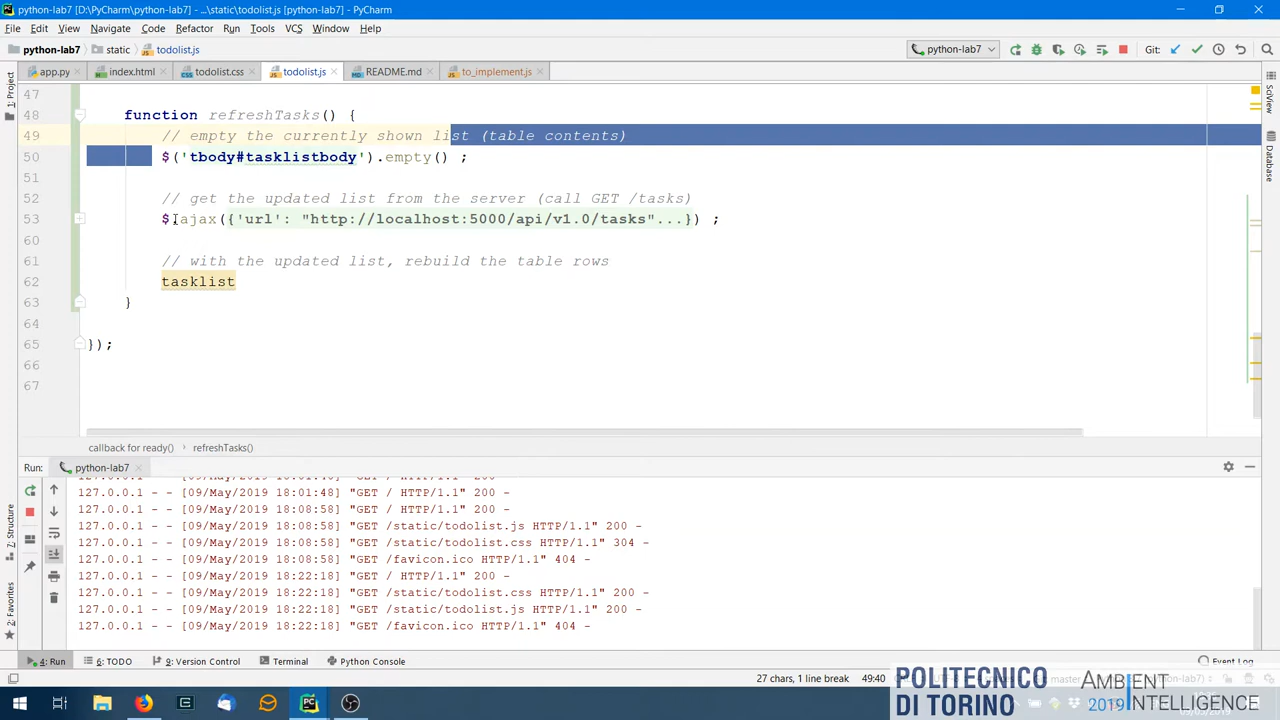 python-lab7 [D:\PyCharm\python-lab7] - ...\static\todolist.js [python-lab7] - PyCharm
File Edit View Navigate Code Refactor Run Tools VCS Window Help
python-lab7 static todolist.js python-lab7 Git:
app.py index.html todolist.css todolist.js README.md to_implement.js
1: Project
SciView
Database
47
48 function refreshTasks() {
49 // empty the currently shown list (table contents)
50 $('tbody#tasklistbody').empty() ;
51
52 // get the updated list from the server (call GET /tasks)
53 $.ajax({'url': "http://localhost:5000/api/v1.0/tasks"...}) ;
60
61 // with the updated list, rebuild the table rows
62 tasklist
63 }
64
65 });
66
67
callback for ready() › refreshTasks()
Run: python-lab7
127.0.0.1 - - [09/May/2019 18:01:48] "GET / HTTP/1.1" 200 -
127.0.0.1 - - [09/May/2019 18:08:58] "GET / HTTP/1.1" 200 -
127.0.0.1 - - [09/May/2019 18:08:58] "GET /static/todolist.js HTTP/1.1" 200 -
127.0.0.1 - - [09/May/2019 18:08:58] "GET /static/todolist.css HTTP/1.1" 304 -
127.0.0.1 - - [09/May/2019 18:08:58] "GET /favicon.ico HTTP/1.1" 404 -
127.0.0.1 - - [09/May/2019 18:22:18] "GET / HTTP/1.1" 200 -
127.0.0.1 - - [09/May/2019 18:22:18] "GET /static/todolist.css HTTP/1.1" 200 -
127.0.0.1 - - [09/May/2019 18:22:18] "GET /static/todolist.js HTTP/1.1" 200 -
127.0.0.1 - - [09/May/2019 18:22:18] "GET /favicon.ico HTTP/1.1" 404 -
7: Structure
2: Favorites
4: Run 6: TODO 9: Version Control Terminal Python Console Event Log
27 chars, 1 line break 49:40
POLITECNICO
DI TORINO
AMBIENT
2019 INTELLIGENCE